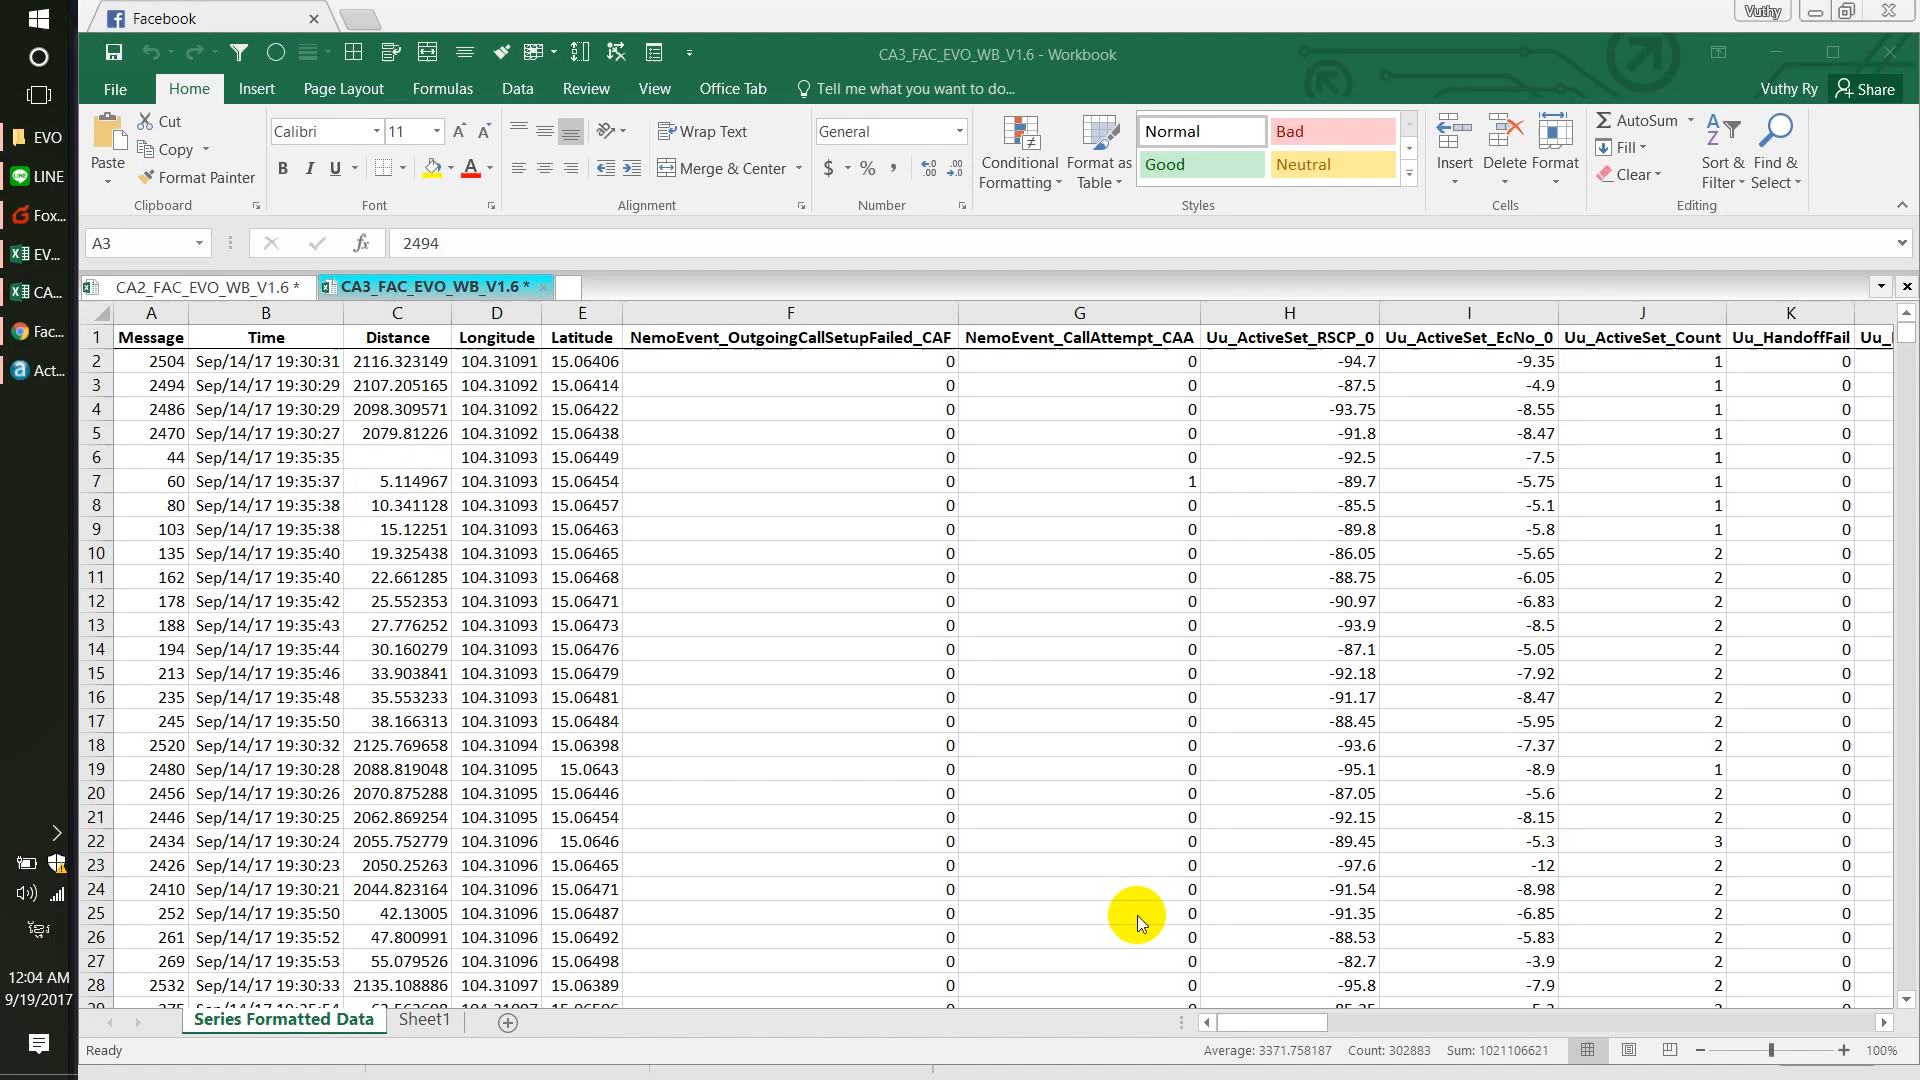 Facebook
Vuthy
CA3_FAC_EVO_WB_V1.6 - Workbook
File Home Insert Page Layout Formulas Data Review View Office Tab Tell me what you want to do... Vuthy Ry Share
Paste Cut Copy Format Painter Clipboard
Calibri 11 B I U A Font
Wrap Text Merge & Center Alignment
General $ % Number
Conditional Formatting Format as Table Normal Bad Good Neutral Styles
Insert Delete Format Cells
AutoSum Fill Clear Sort & Filter Find & Select Editing
EVO
LINE
Fox...
EV...
CA...
Fac...
Act...
A3 fx 2494
CA2_FAC_EVO_WB_V1.6 * CA3_FAC_EVO_WB_V1.6 *
A B C D E F G H I J K
1 Message Time Distance Longitude Latitude NemoEvent_OutgoingCallSetupFailed_CAF NemoEvent_CallAttempt_CAA Uu_ActiveSet_RSCP_0 Uu_ActiveSet_EcNo_0 Uu_ActiveSet_Count Uu_HandoffFail Uu_
2 2504 Sep/14/17 19:30:31 2116.323149 104.31091 15.06406 0 0 -94.7 -9.35 1 0
3 2494 Sep/14/17 19:30:29 2107.205165 104.31092 15.06414 0 0 -87.5 -4.9 1 0
4 2486 Sep/14/17 19:30:29 2098.309571 104.31092 15.06422 0 0 -93.75 -8.55 1 0
5 2470 Sep/14/17 19:30:27 2079.81226 104.31092 15.06438 0 0 -91.8 -8.47 1 0
6 44 Sep/14/17 19:35:35 104.31093 15.06449 0 0 -92.5 -7.5 1 0
7 60 Sep/14/17 19:35:37 5.114967 104.31093 15.06454 0 1 -89.7 -5.75 1 0
8 80 Sep/14/17 19:35:38 10.341128 104.31093 15.06457 0 0 -85.5 -5.1 1 0
9 103 Sep/14/17 19:35:38 15.12251 104.31093 15.06463 0 0 -89.8 -5.8 1 0
10 135 Sep/14/17 19:35:40 19.325438 104.31093 15.06465 0 0 -86.05 -5.65 2 0
11 162 Sep/14/17 19:35:40 22.661285 104.31093 15.06468 0 0 -88.75 -6.05 2 0
12 178 Sep/14/17 19:35:42 25.552353 104.31093 15.06471 0 0 -90.97 -6.83 2 0
13 188 Sep/14/17 19:35:43 27.776252 104.31093 15.06473 0 0 -93.9 -8.5 2 0
14 194 Sep/14/17 19:35:44 30.160279 104.31093 15.06476 0 0 -87.1 -5.05 2 0
15 213 Sep/14/17 19:35:46 33.903841 104.31093 15.06479 0 0 -92.18 -7.92 2 0
16 235 Sep/14/17 19:35:48 35.553233 104.31093 15.06481 0 0 -91.17 -8.47 2 0
17 245 Sep/14/17 19:35:50 38.166313 104.31093 15.06484 0 0 -88.45 -5.95 2 0
18 2520 Sep/14/17 19:30:32 2125.769658 104.31094 15.06398 0 0 -93.6 -7.37 2 0
19 2480 Sep/14/17 19:30:28 2088.819048 104.31095 15.0643 0 0 -95.1 -8.9 1 0
20 2456 Sep/14/17 19:30:26 2070.875288 104.31095 15.06446 0 0 -87.05 -5.6 2 0
21 2446 Sep/14/17 19:30:25 2062.869254 104.31095 15.06454 0 0 -92.15 -8.15 2 0
22 2434 Sep/14/17 19:30:24 2055.752779 104.31096 15.0646 0 0 -89.45 -5.3 3 0
23 2426 Sep/14/17 19:30:23 2050.25263 104.31096 15.06465 0 0 -97.6 -12 2 0
24 2410 Sep/14/17 19:30:21 2044.823164 104.31096 15.06471 0 0 -91.54 -8.98 2 0
25 252 Sep/14/17 19:35:50 42.13005 104.31096 15.06487 0 0 -91.35 -6.85 2 0
26 261 Sep/14/17 19:35:52 47.800991 104.31096 15.06492 0 0 -88.53 -5.83 2 0
27 269 Sep/14/17 19:35:53 55.079526 104.31096 15.06498 0 0 -82.7 -3.9 2 0
28 2532 Sep/14/17 19:30:33 2135.108886 104.31097 15.06389 0 0 -95.8 -7.9 2 0
12:04 AM
9/19/2017
Series Formatted Data Sheet1
Ready Average: 3371.758187 Count: 302883 Sum: 1021106621 100%